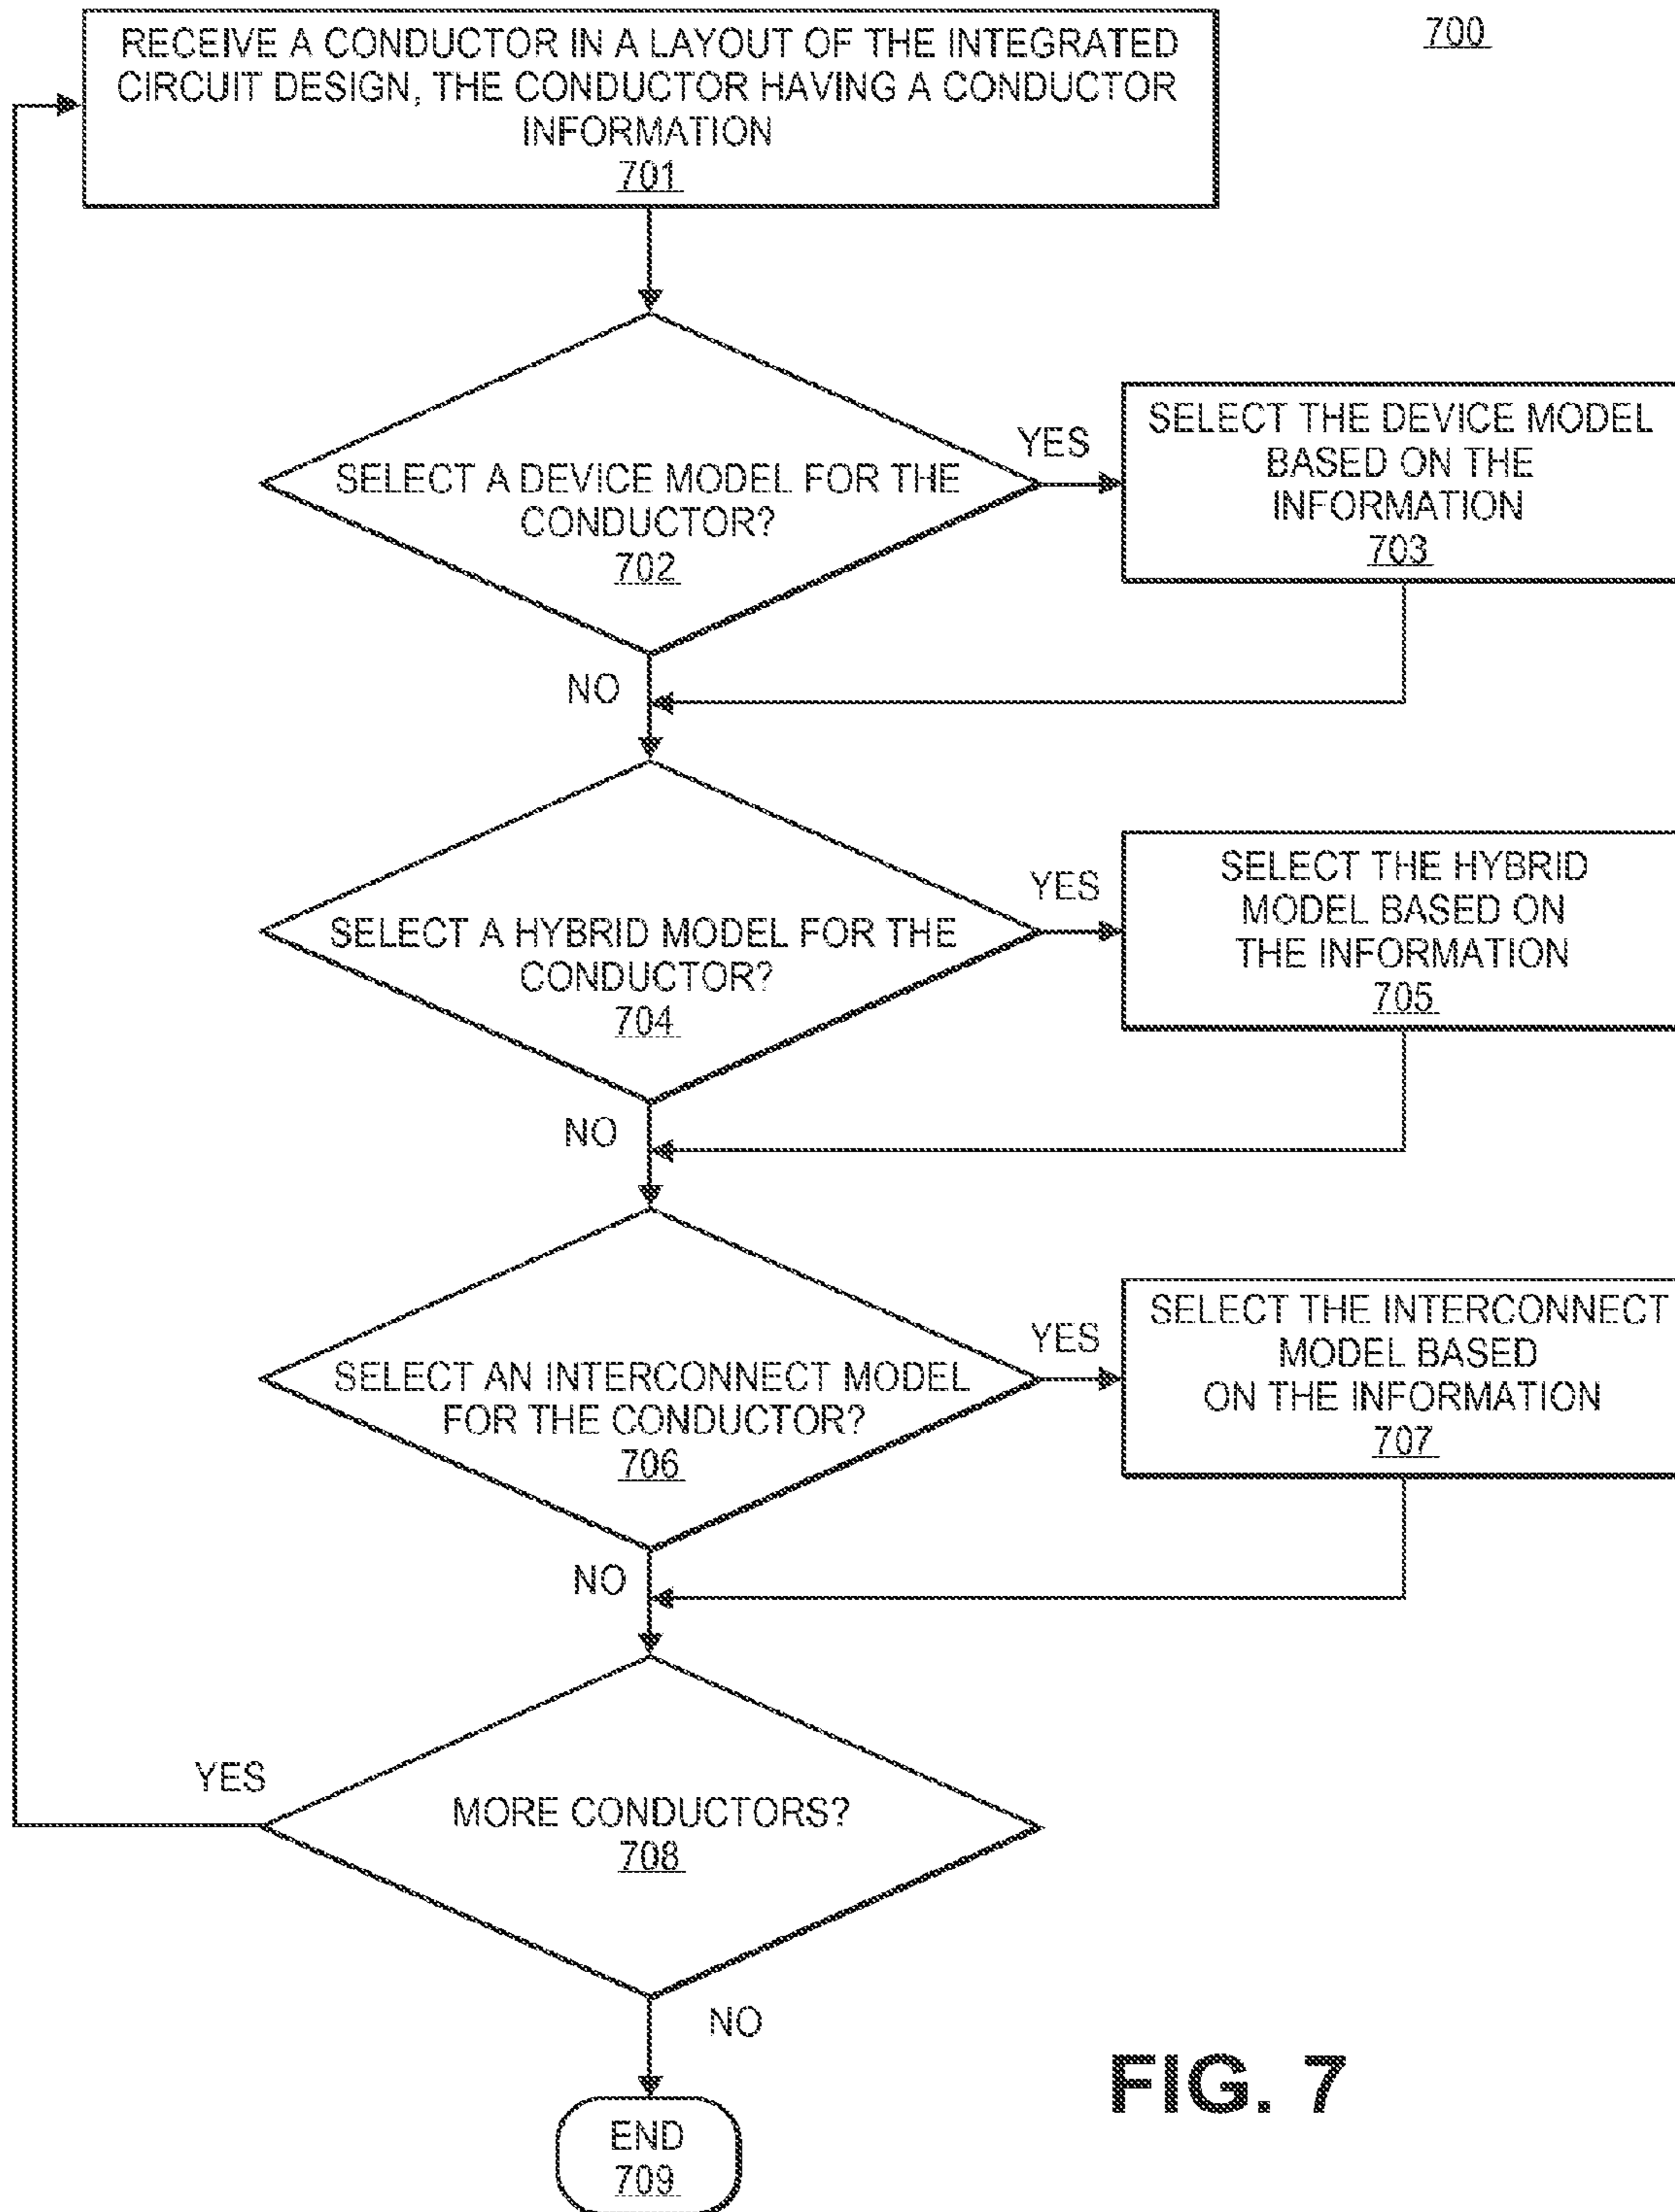 700
RECEIVE A CONDUCTOR IN A LAYOUT OF THE INTEGRATED
CIRCUIT DESIGN, THE CONDUCTOR HAVING A CONDUCTOR
INFORMATION
701
SELECT A DEVICE MODEL FOR THE
CONDUCTOR?
702
YES
SELECT THE DEVICE MODEL
BASED ON THE
INFORMATION
703
NO
SELECT A HYBRID MODEL FOR THE
CONDUCTOR?
704
YES
SELECT THE HYBRID
MODEL BASED ON
THE INFORMATION
705
NO
SELECT AN INTERCONNECT MODEL
FOR THE CONDUCTOR?
706
YES
SELECT THE INTERCONNECT
MODEL BASED
ON THE INFORMATION
707
NO
YES
MORE CONDUCTORS?
708
NO
END
709
FIG. 7